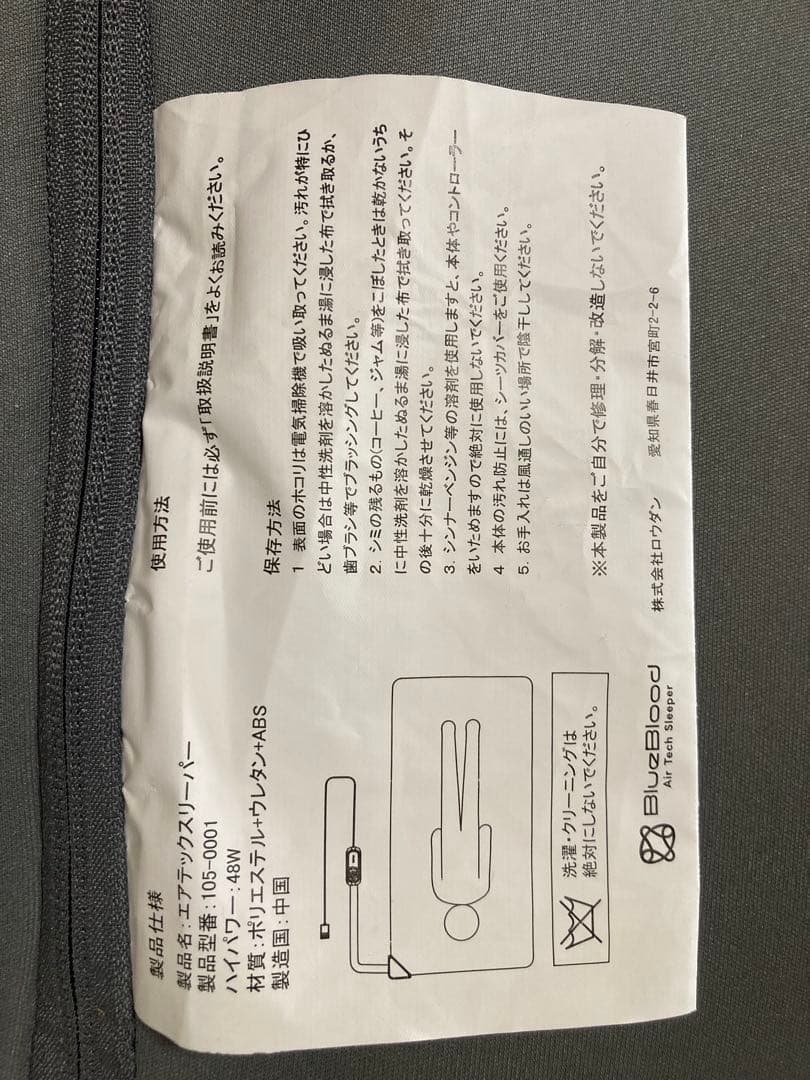 製品仕様
製品名：エアテックスリーパー
製品型番：105-0001
ハイパワー：48W
材質：ポリエステル+ウレタン+ABS
製造国：中国
洗濯・クリーニングは
絶対にしないでください。
BlueBlood
Air Tech Sleeper
使用方法
ご使用前には必ず「取扱説明書」をよくお読みください。
保存方法
1 表面のホコリは電気掃除機で吸い取ってください。汚れが特にひ
どい場合は中性洗剤を溶かしたぬるま湯に浸した布で拭き取るか、
歯ブラシ等でブラッシングしてください。
2. シミの残るもの(コーヒー、ジャム等)をこぼしたときは乾かないうち
に中性洗剤を溶かしたぬるま湯に浸した布で拭き取ってください。そ
の後十分に乾燥させてください。
3. シンナーベンジン等の溶剤を使用しますと、本体やコントローラー
をいためますので絶対に使用しないでください。
4 本体の汚れ防止には、シーツカバーをご使用ください。
5. お手入れは風通しのいい場所で陰干ししてください。
※本製品をご自分で修理・分解・改造しないでください。
株式会社ロウダン 愛知県春日井市宮町2-2-6